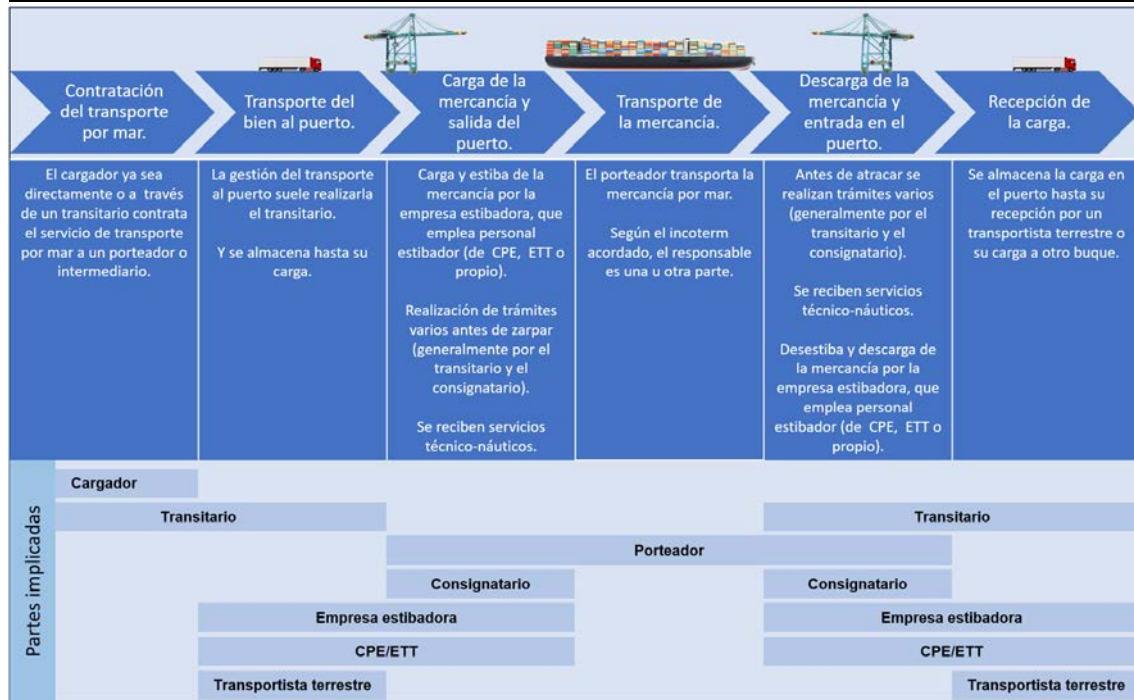 Contratación
del transporte
por mar.
Transporte del
bien al puerto.
Carga de la
mercancía y
salida del
puerto.
Transporte de
la mercancía.
Descarga de la
mercancía y
entrada en el
puerto.
Recepción de
la carga.
El cargador ya sea
directamente o a través
de un transitario contrata
el servicio de transporte
por mar a un porteador o
intermediario.
La gestión del transporte
al puerto suele realizarla
el transitario.
Y se almacena hasta su
carga.
Carga y estiba de la
mercancía por la
empresa estibadora, que
emplea personal
estibador (de CPE, ETT o
propio).
Realización de trámites
varios antes de zarpar
(generalmente por el
transitario y el
consignatario).
Se reciben servicios
técnico-náuticos.
El porteador transporta la
mercancía por mar.
Según el incoterm
acordado, el responsable
es una u otra parte.
Antes de atracar se
realizan trámites varios
(generalmente por el
transitario y el
consignatario).
Se reciben servicios
técnico-náuticos.
Desestiba y descarga de
la mercancía por la
empresa estibadora, que
emplea personal
estibador (de CPE, ETT o
propio).
Se almacena la carga en
el puerto hasta su
recepción por un
transportista terrestre o
su carga a otro buque.
Partes implicadas
Cargador
Transitario
Transitario
Porteador
Consignatario
Consignatario
Empresa estibadora
Empresa estibadora
CPE/ETT
CPE/ETT
Transportista terrestre
Transportista terrestre